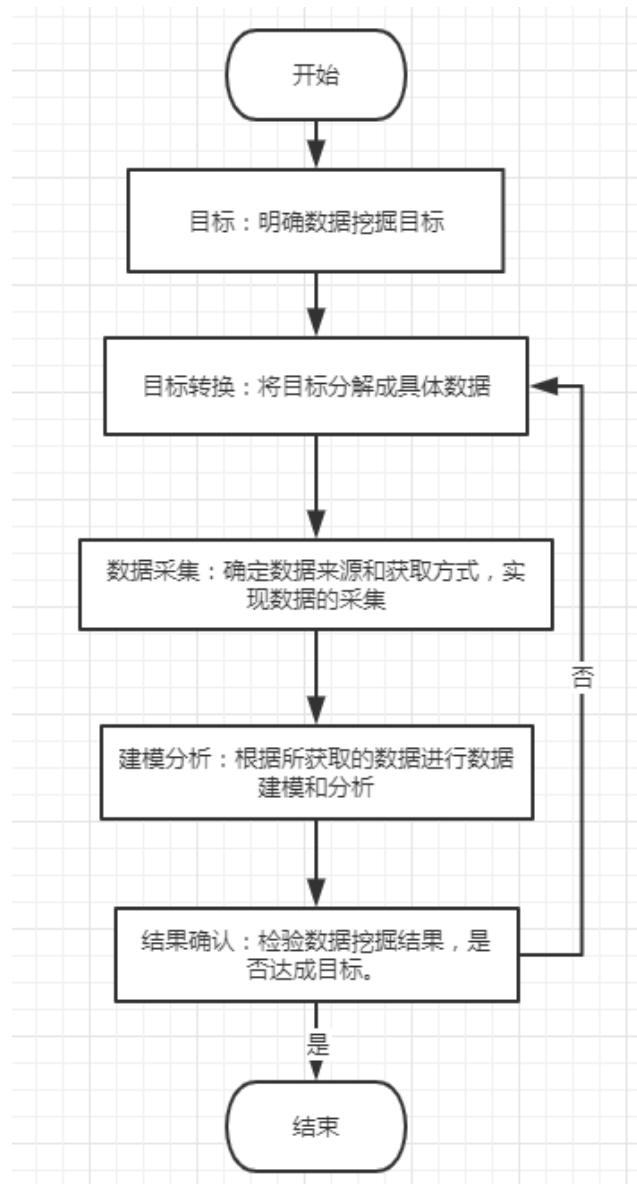 开始
目标：明确数据挖掘目标
目标转换：将目标分解成具体数据
数据采集：确定数据来源和获取方式，实
现数据的采集
否
建模分析：根据所获取的数据进行数据
建模和分析
结果确认：检验数据挖掘结果，是
否达成目标。
是
结束